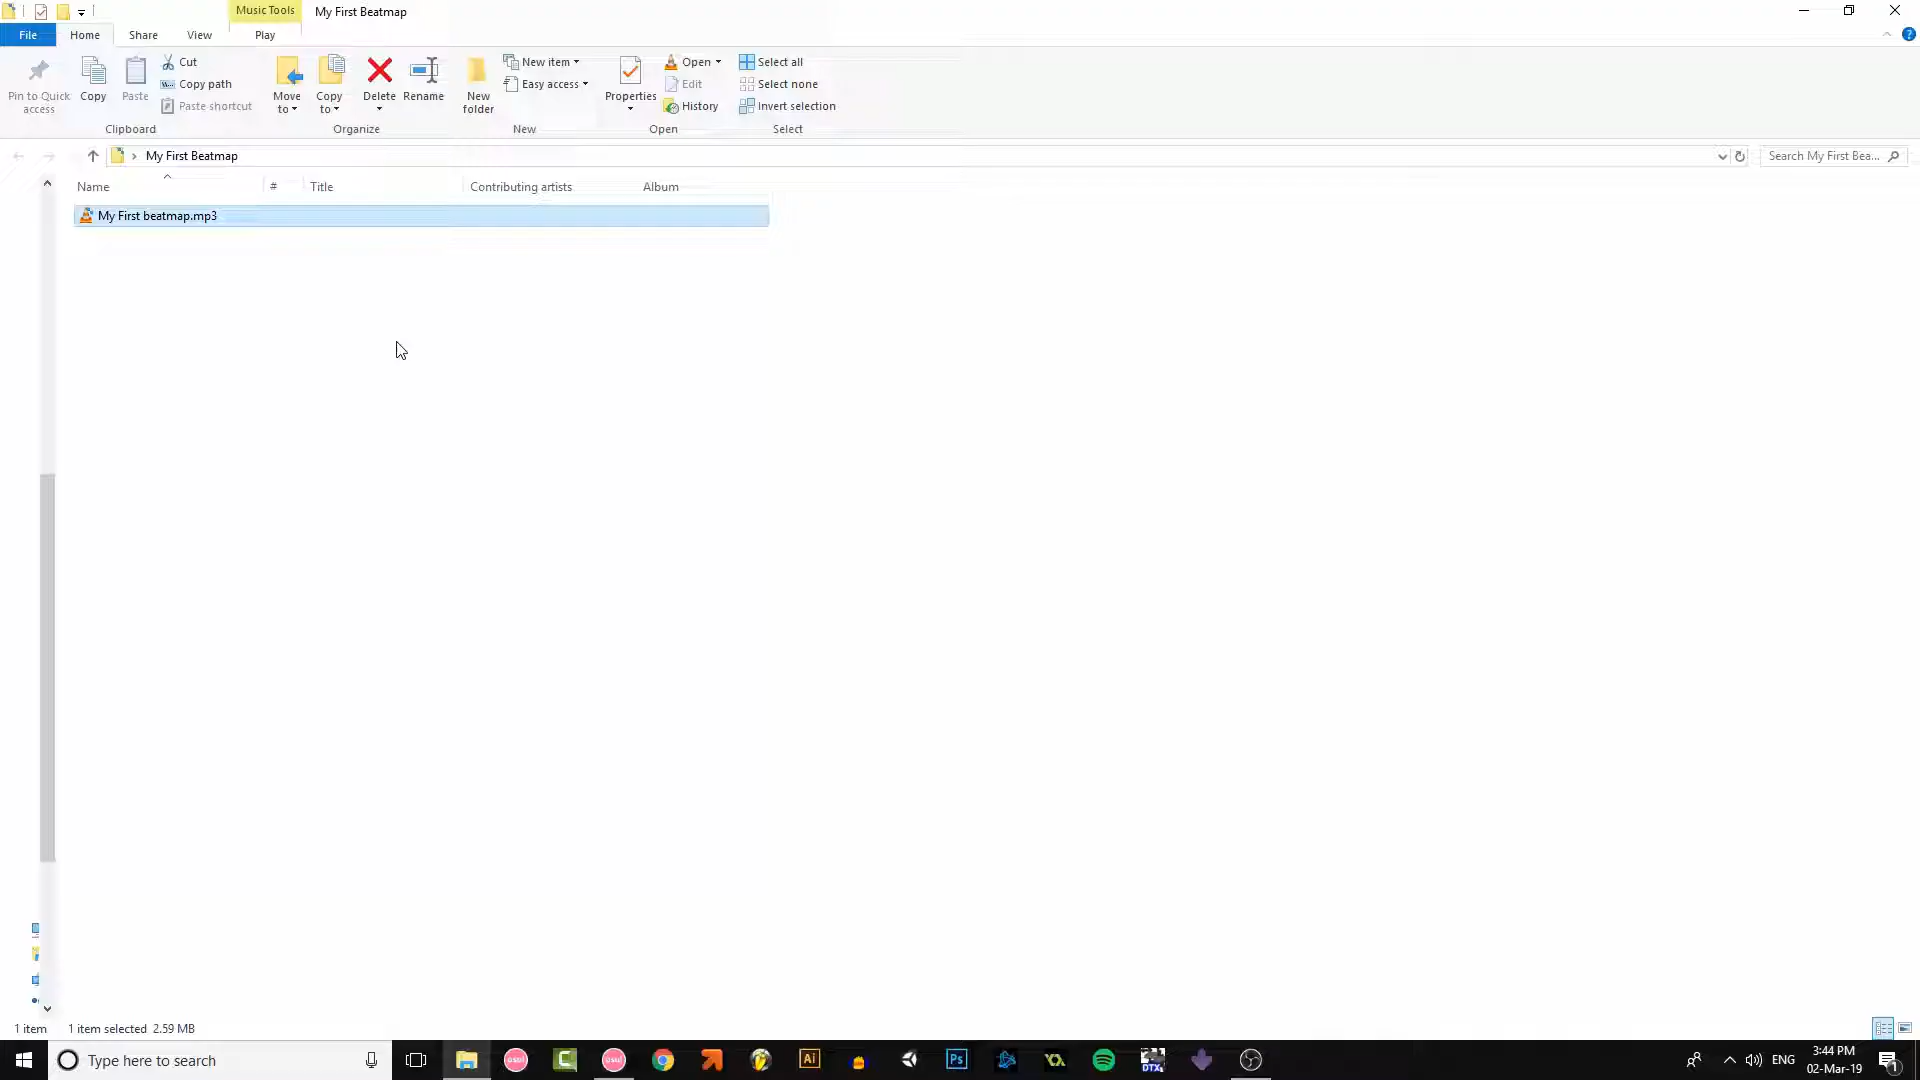 Music Tools My First Beatmap
File Home Share View Play
Pin to Quick access
Copy
Paste
Cut
Copy path
Paste shortcut
Clipboard
Move to
Copy to
Delete
Rename
Organize
New folder
New item
Easy access
New
Properties
Open
Edit
History
Open
Select all
Select none
Invert selection
Select
My First Beatmap
Search My First Bea...
Name # Title Contributing artists Album
My First beatmap.mp3
1 item 1 item selected 2.59 MB
Type here to search
osu!
osu!
Ai
Ps
DTX
ENG
3:44 PM
02-Mar-19
1